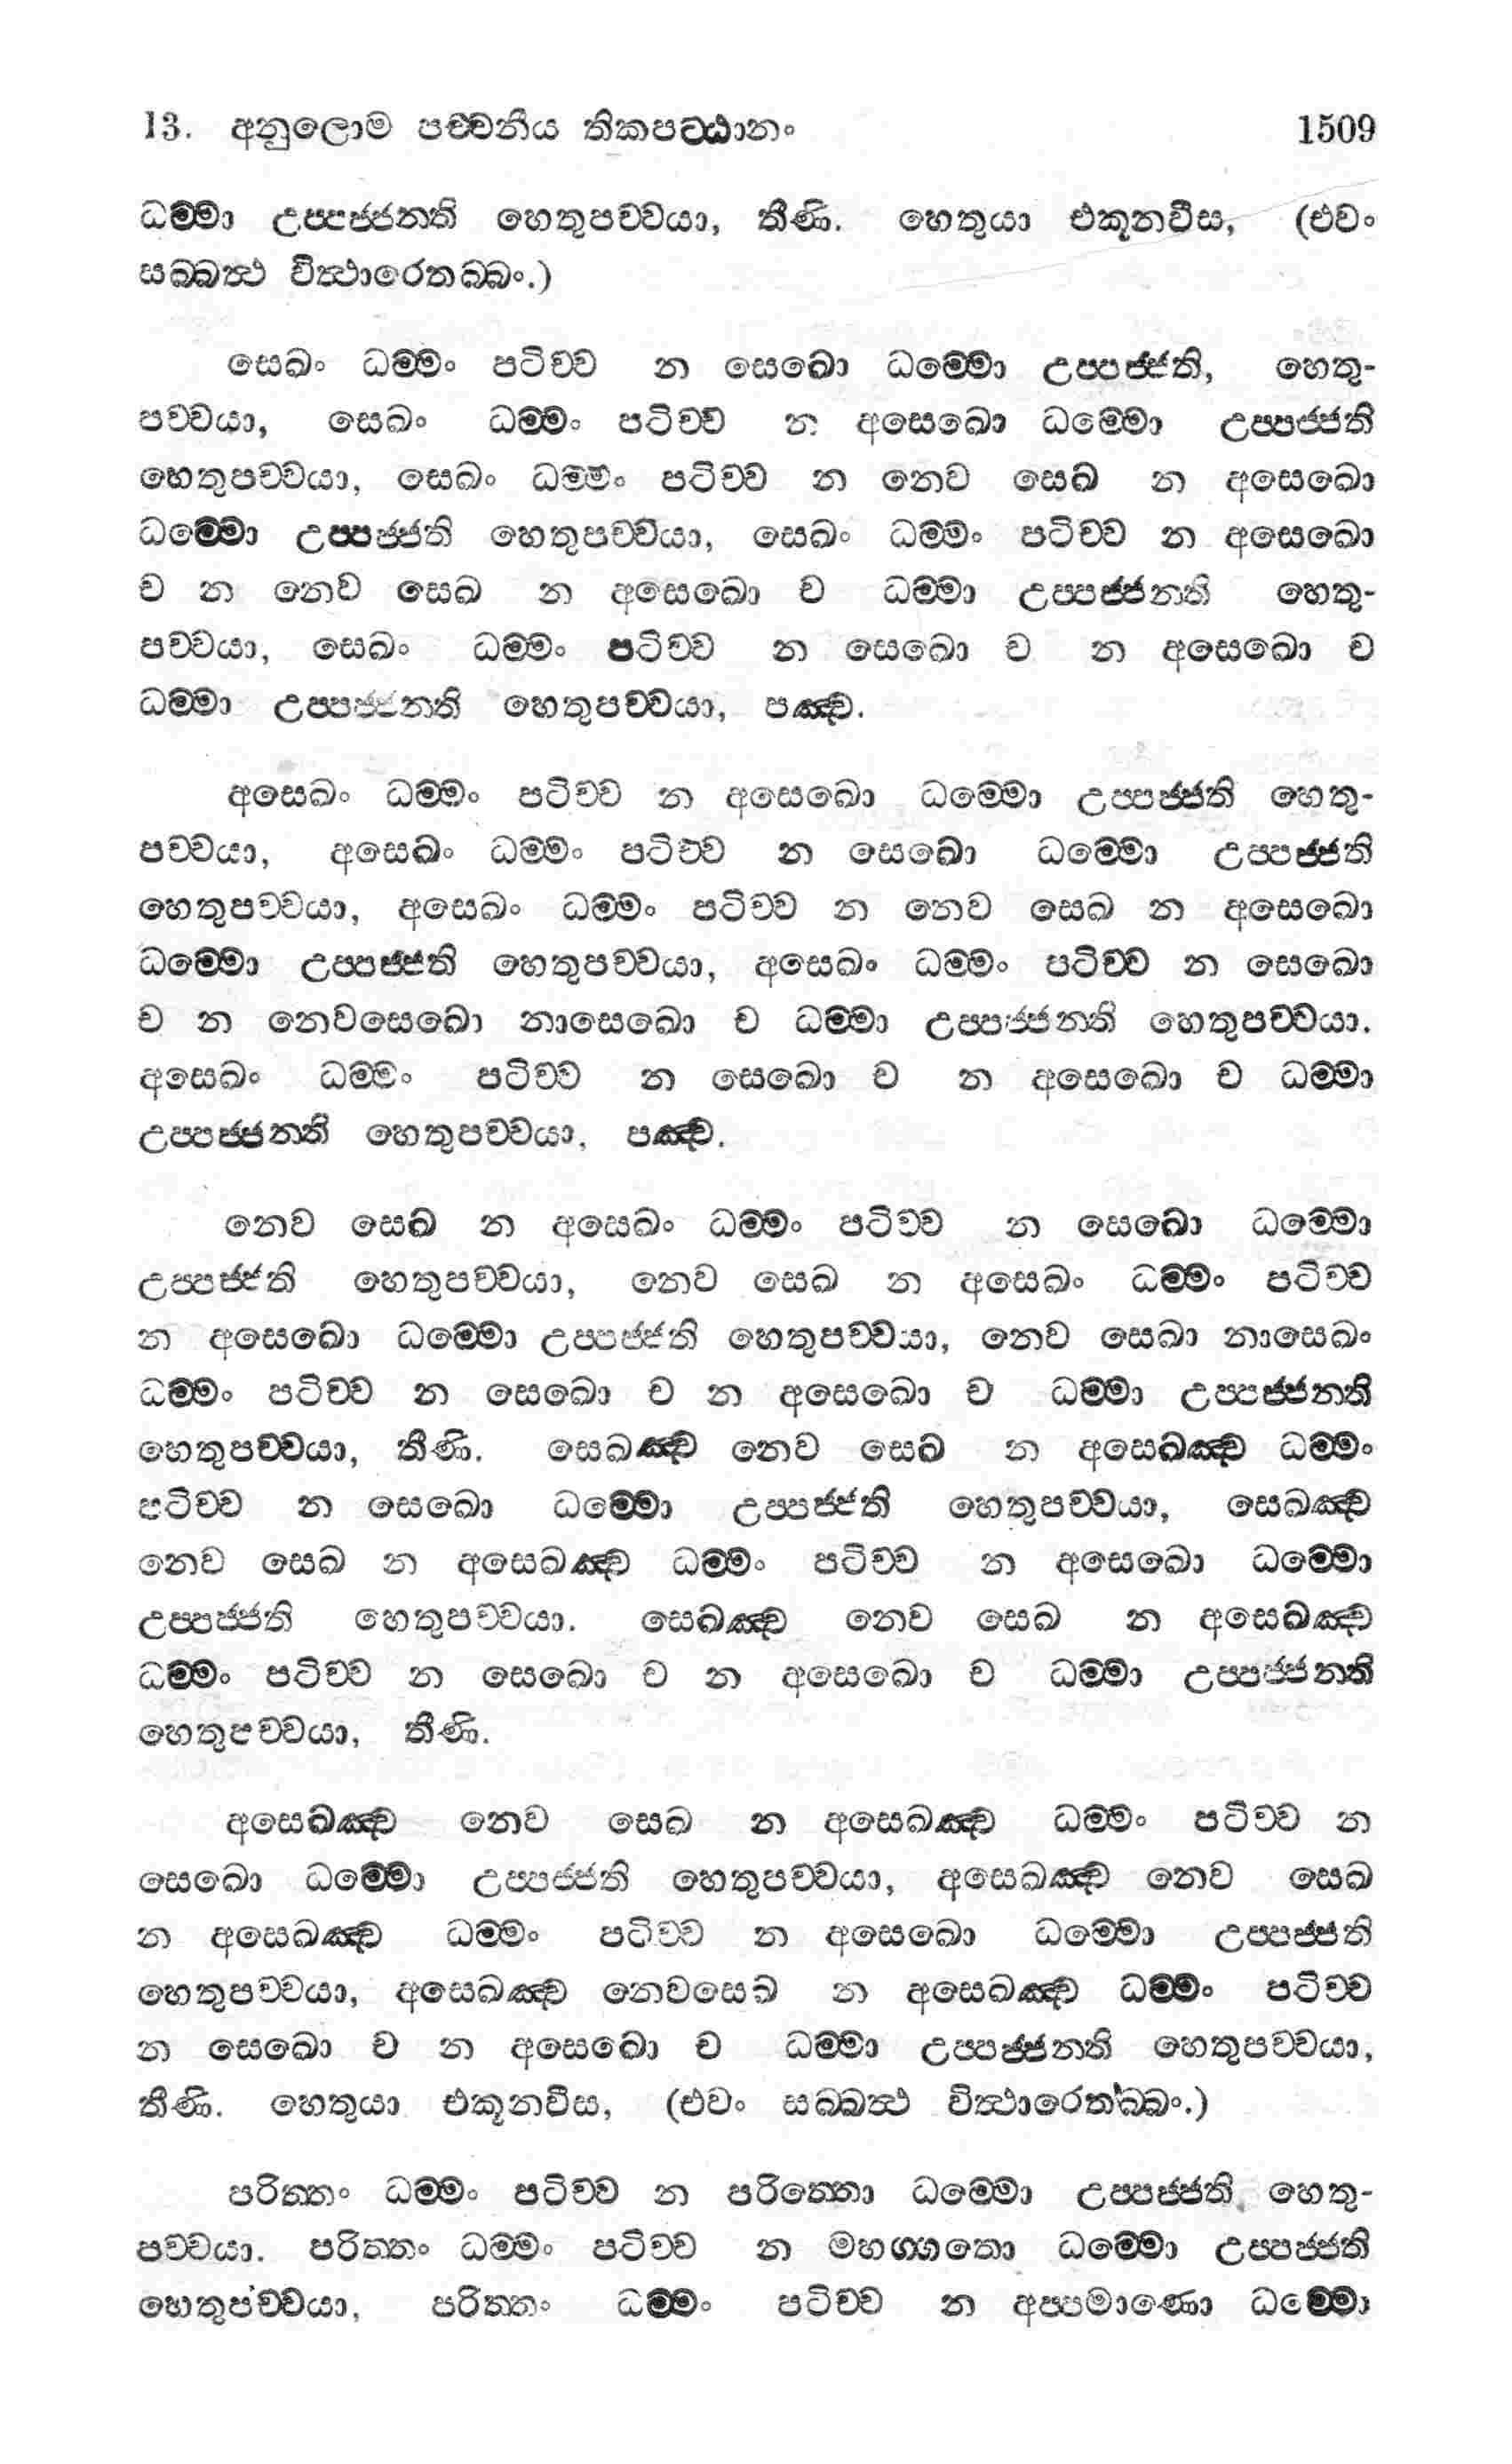 13. අනුලොම පච්චනීය තිකපට්ඨානං 1509
ධම්මා උප්පජ්ජන්ති හෙතුපච්චයා, තීණි. හෙතුයා එකූනවීස, (එවං
සබ්බත්ථ විත්ථාරෙතබ්බං.)
සෙඛං ධම්මං පටිච්ච න සෙඛො ධම්මො උප්පජ්ජති, හෙතු-
පච්චයා, සෙඛං ධම්මං පටිච්ච න අසෙඛො ධම්මො උප්පජ්ජති
හෙතුපච්චයා, සෙඛං ධම්මං පටිච්ච න නෙව සෙඛ න අසෙඛො
ධම්මො උප්පජ්ජති හෙතුපච්චයා, සෙඛං ධම්මං පටිච්ච න අසෙඛො
ච න නෙව සෙඛ න අසෙඛො ච ධම්මා උප්පජ්ජන්ති හෙතු-
පච්චයා, සෙඛං ධම්මං පටිච්ච න සෙඛො ච න අසෙඛො ච
ධම්මා උප්පජ්ජන්ති හෙතුපච්චයා, පඤ්ච.
අසෙඛං ධම්මං පටිච්ච න අසෙඛො ධම්මො උප්පජ්ජති හෙතු-
පච්චයා, අසෙඛං ධම්මං පටිච්ච න සෙඛො ධම්මො උප්පජ්ජති
හෙතුපච්චයා, අසෙඛං ධම්මං පටිච්ච න නෙව සෙඛ න අසෙඛො
ධම්මො උප්පජ්ජති හෙතුපච්චයා, අසෙඛං ධම්මං පටිච්ච න සෙඛො
ච න නෙවසෙඛො නාසෙඛො ච ධම්මා උප්පජ්ජන්ති හෙතුපච්චයා.
අසෙඛං ධම්මං පටිච්ච න සෙඛො ච න අසෙඛො ච ධම්මා
උප්පජ්ජන්ති හෙතුපච්චයා, පඤ්ච.
නෙව සෙඛ න අසෙඛං ධම්මං පටිච්ච න සෙඛො ධම්මො
උප්පජ්ජති හෙතුපච්චයා, නෙව සෙඛ න අසෙඛං ධම්මං පටිච්ච
න අසෙඛො ධම්මො උප්පජ්ජති හෙතුපච්චයා, නෙව සෙඛා නාසෙඛං
ධම්මං පටිච්ච න සෙඛො ච න අසෙඛො ච ධම්මා උප්පජ්ජන්ති
හෙතුපච්චයා, තීණි. සෙඛඤ්ච නෙව සෙඛ න අසෙඛඤ්ච ධම්මං
පටිච්ච න සෙඛො ධම්මො උප්පජ්ජති හෙතුපච්චයා, සෙඛඤ්ච
නෙව සෙඛ න අසෙඛඤ්ච ධම්මං පටිච්ච න අසෙඛො ධම්මො
උප්පජ්ජති හෙතුපච්චයා. සෙඛඤ්ච නෙව සෙඛ න අසෙඛඤ්ච
ධම්මං පටිච්ච න සෙඛො ච න අසෙඛො ච ධම්මා උප්පජ්ජන්ති
හෙතුපච්චයා, තීණි.
අසෙඛඤ්ච නෙව සෙඛ න අසෙඛඤ්ච ධම්මං පටිච්ච න
සෙඛො ධම්මො උප්පජ්ජති හෙතුපච්චයා, අසෙඛඤ්ච නෙව සෙඛ
න අසෙඛඤ්ච ධම්මං පටිච්ච න අසෙඛො ධම්මො උප්පජ්ජති
හෙතුපච්චයා, අසෙඛඤ්ච නෙවසෙඛ න අසෙඛඤ්ච ධම්මං පටිච්ච
න සෙඛො ච න අසෙඛො ච ධම්මා උප්පජ්ජන්ති හෙතුපච්චයා,
තීණි. හෙතුයා එකූනවීස, (එවං සබ්බත්ථ විත්ථාරෙතබ්බං.)
පරිත්තං ධම්මං පටිච්ච න පරිත්තො ධම්මො උප්පජ්ජති, හෙතු-
පච්චයා. පරිත්තං ධම්මං පටිච්ච න මහග්ගතො ධම්මො උප්පජ්ජති
හෙතුපච්චයා, පරිත්තං ධම්මං පටිච්ච න අප්පමාණො ධම්මො